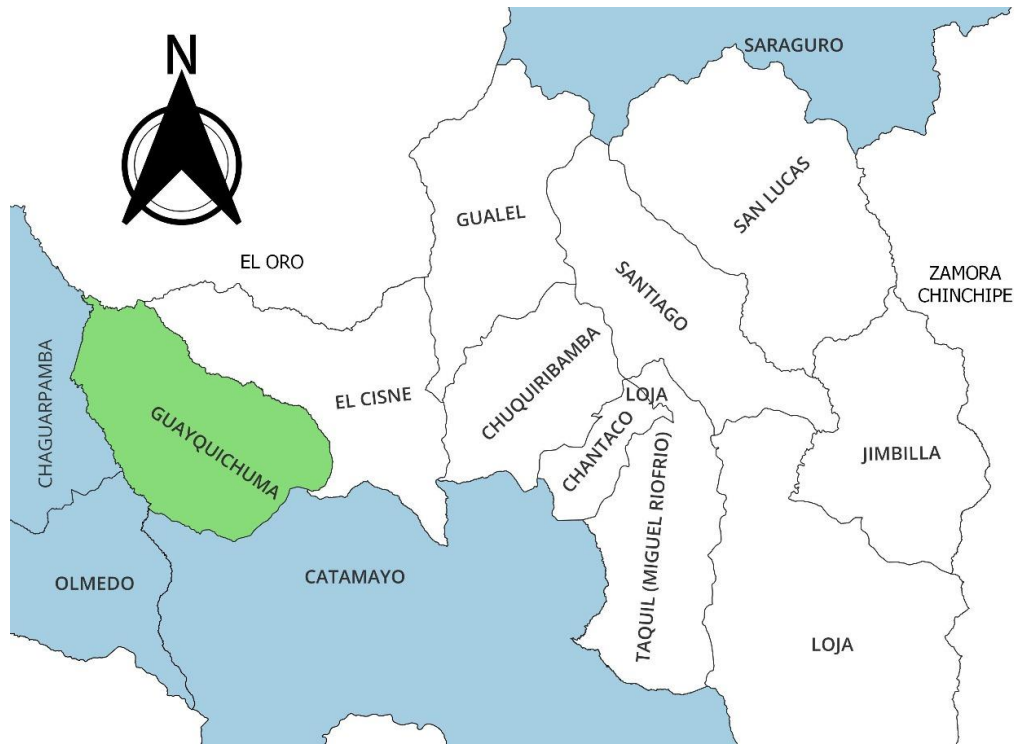 N
SARAGURO
SAN LUCAS
GUALEL
EL ORO
SANTIAGO
ZAMORA
CHINCHIPE
CHAGUARPAMBA
EL CISNE
CHUQUIRIBAMBA
LOJA
GUAYQUICHUMA
CHANTACO
JIMBILLA
TAQUIL (MIGUEL RIOFRIO)
OLMEDO
CATAMAYO
LOJA